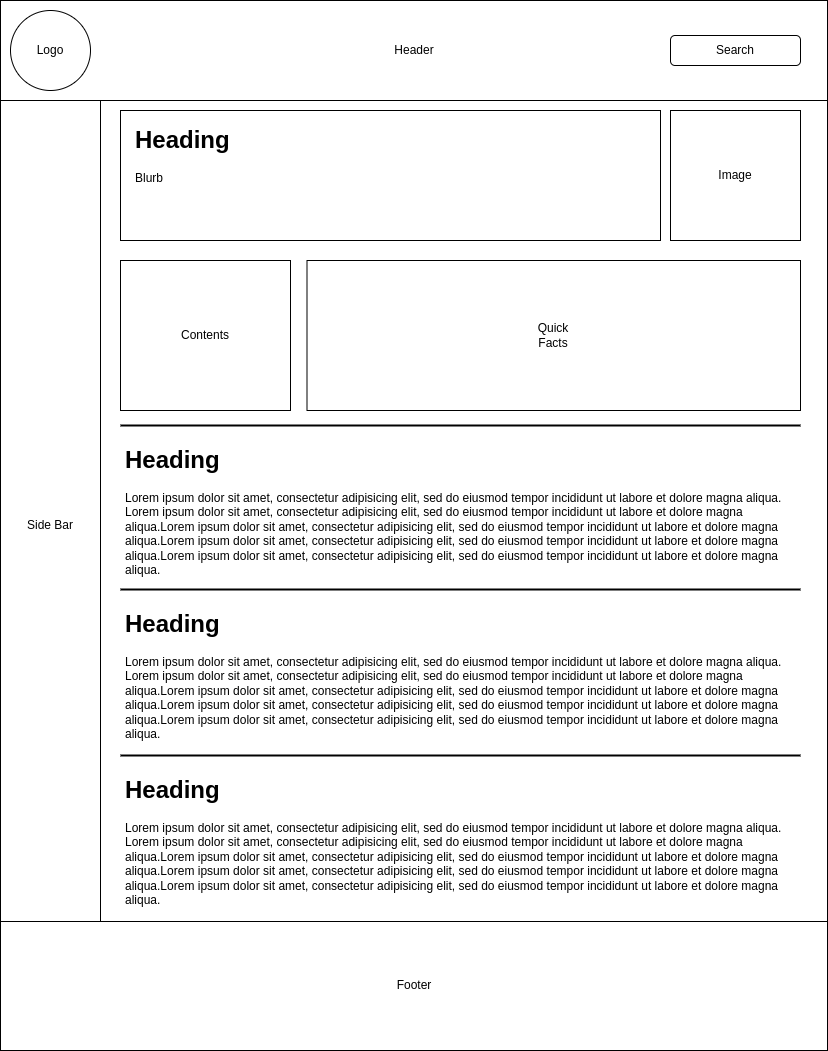 Logo
Header
Search
Heading
Blurb
Image
Contents
Quick
Facts
Side Bar
Heading
Lorem ipsum dolor sit amet, consectetur adipisicing elit, sed do eiusmod tempor incididunt ut labore et dolore magna aliqua.
Lorem ipsum dolor sit amet, consectetur adipisicing elit, sed do eiusmod tempor incididunt ut labore et dolore magna
aliqua.Lorem ipsum dolor sit amet, consectetur adipisicing elit, sed do eiusmod tempor incididunt ut labore et dolore magna
aliqua.Lorem ipsum dolor sit amet, consectetur adipisicing elit, sed do eiusmod tempor incididunt ut labore et dolore magna
aliqua.Lorem ipsum dolor sit amet, consectetur adipisicing elit, sed do eiusmod tempor incididunt ut labore et dolore magna
aliqua.
Heading
Lorem ipsum dolor sit amet, consectetur adipisicing elit, sed do eiusmod tempor incididunt ut labore et dolore magna aliqua.
Lorem ipsum dolor sit amet, consectetur adipisicing elit, sed do eiusmod tempor incididunt ut labore et dolore magna
aliqua.Lorem ipsum dolor sit amet, consectetur adipisicing elit, sed do eiusmod tempor incididunt ut labore et dolore magna
aliqua.Lorem ipsum dolor sit amet, consectetur adipisicing elit, sed do eiusmod tempor incididunt ut labore et dolore magna
aliqua.Lorem ipsum dolor sit amet, consectetur adipisicing elit, sed do eiusmod tempor incididunt ut labore et dolore magna
aliqua.
Heading
Lorem ipsum dolor sit amet, consectetur adipisicing elit, sed do eiusmod tempor incididunt ut labore et dolore magna aliqua.
Lorem ipsum dolor sit amet, consectetur adipisicing elit, sed do eiusmod tempor incididunt ut labore et dolore magna
aliqua.Lorem ipsum dolor sit amet, consectetur adipisicing elit, sed do eiusmod tempor incididunt ut labore et dolore magna
aliqua.Lorem ipsum dolor sit amet, consectetur adipisicing elit, sed do eiusmod tempor incididunt ut labore et dolore magna
aliqua.Lorem ipsum dolor sit amet, consectetur adipisicing elit, sed do eiusmod tempor incididunt ut labore et dolore magna
aliqua.
Footer